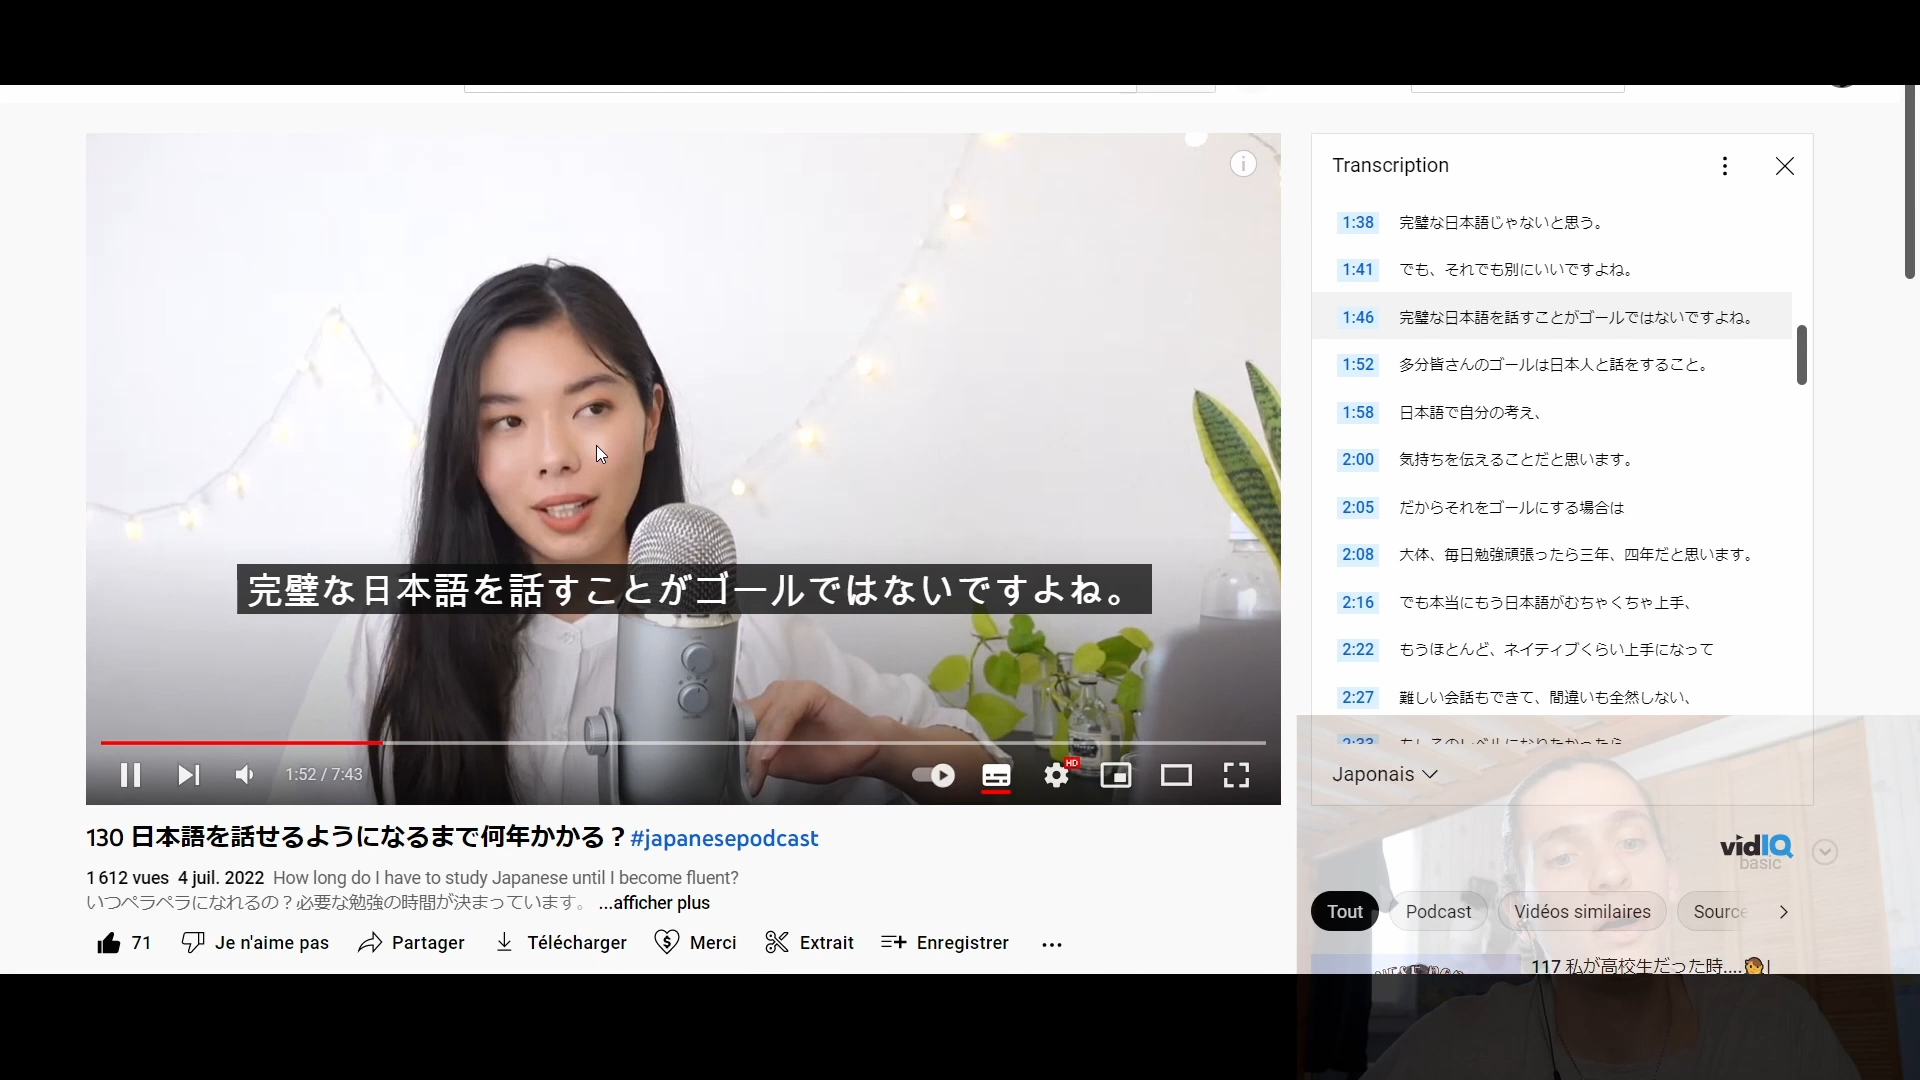 完璧な日本語を話すことがゴールではないですよね。
1:52 / 7:43
HD
130 日本語を話せるようになるまで何年かかる？#japanesepodcast
1 612 vues 4 juil. 2022 How long do I have to study Japanese until I become fluent?
いつペラペラになれるの？必要な勉強の時間が決まっています。 ...afficher plus
71 Je n'aime pas Partager Télécharger Merci Extrait Enregistrer
Transcription
1:38 完璧な日本語じゃないと思う。
1:41 でも、それでも別にいいですよね。
1:46 完璧な日本語を話すことがゴールではないですよね。
1:52 多分皆さんのゴールは日本人と話をすること。
1:58 日本語で自分の考え、
2:00 気持ちを伝えることだと思います。
2:05 だからそれをゴールにする場合は
2:08 大体、毎日勉強頑張ったら三年、四年だと思います。
2:16 でも本当にもう日本語がむちゃくちゃ上手、
2:22 もうほとんど、ネイティブくらい上手になって
2:27 難しい会話もできて、間違いも全然しない、
Japonais
vidIQ
basic
Tout Podcast Vidéos similaires Source
117 私が高校生だった時....